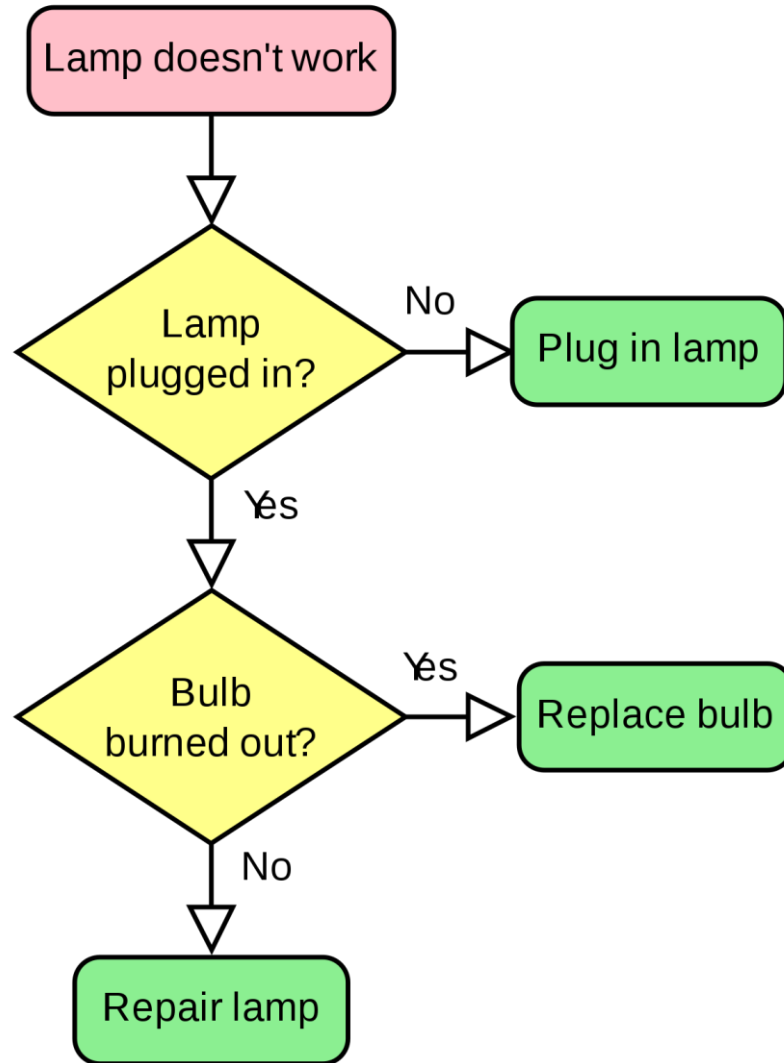 Lamp doesn't work
Lamp
plugged in?
No
Plug in lamp
Yes
Bulb
burned out?
Yes
Replace bulb
No
Repair lamp